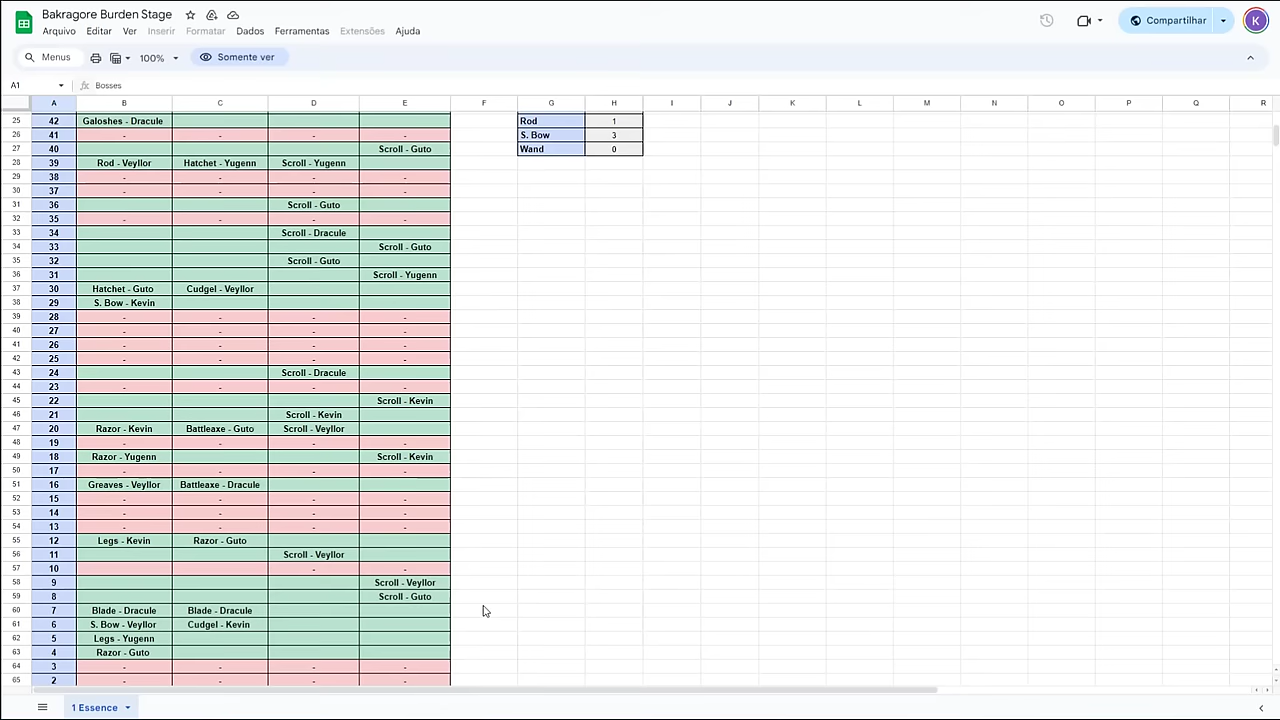 Bakragore Burden Stage
Arquivo Editar Ver Inserir Formatar Dados Ferramentas Extensões Ajuda
Compartilhar
K
Menus 100% Somente ver
A1 fx Bosses
A B C D E F G H I J K L M N O P Q R
25 42 Galoshes - Dracule Rod 1
26 41 - - - - S. Bow 3
27 40 Scroll - Guto Wand 0
28 39 Rod - Veyllor Hatchet - Yugenn Scroll - Yugenn
29 38 - - - -
30 37 - - - -
31 36 Scroll - Guto
32 35 - - - -
33 34 Scroll - Dracule
34 33 Scroll - Guto
35 32 Scroll - Guto
36 31 Scroll - Yugenn
37 30 Hatchet - Guto Cudgel - Veyllor
38 29 S. Bow - Kevin
39 28 - - - -
40 27 - - - -
41 26 - - - -
42 25 - - - -
43 24 Scroll - Dracule
44 23 - - - -
45 22 Scroll - Kevin
46 21 Scroll - Kevin
47 20 Razor - Kevin Battleaxe - Guto Scroll - Veyllor
48 19 - - - -
49 18 Razor - Yugenn Scroll - Kevin
50 17 - - - -
51 16 Greaves - Veyllor Battleaxe - Dracule
52 15 - - - -
53 14 - - - -
54 13 - - - -
55 12 Legs - Kevin Razor - Guto
56 11 Scroll - Veyllor
57 10 - -
58 9 Scroll - Veyllor
59 8 Scroll - Guto
60 7 Blade - Dracule Blade - Dracule
61 6 S. Bow - Veyllor Cudgel - Kevin
62 5 Legs - Yugenn
63 4 Razor - Guto
64 3 - - - -
65 2 - - - -
1 Essence